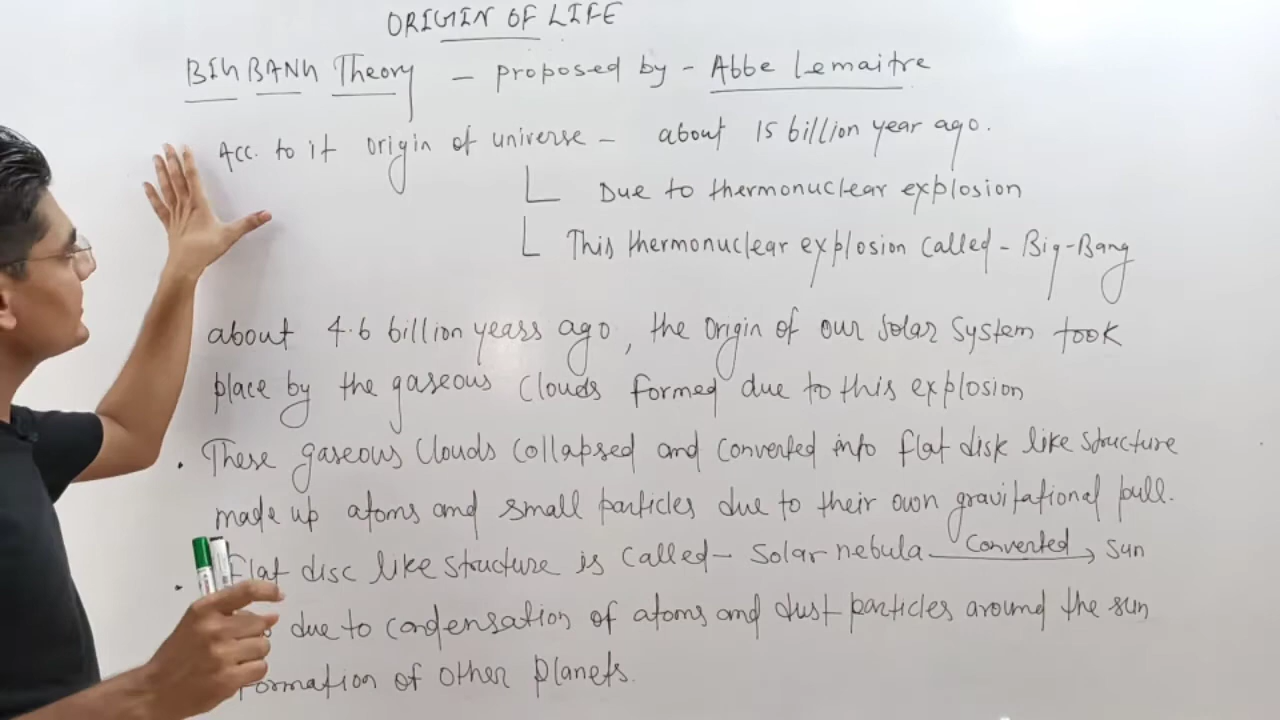 ORIGIN OF LIFE
BIG BANG Theory – proposed by - Abbe Lemaitre
Acc. to it origin of universe – about 15 billion year ago.
Due to thermonuclear explosion
This thermonuclear explosion called - Big-Bang
about 4.6 billion years ago, the origin of our solar system took
place by the gaseous clouds formed due to this explosion
. These gaseous clouds collapsed and converted into flat disk like structure
made up atoms and small particles due to their own gravitational pull.
. Flat disc like structure is called - solar nebula converted → sun
due to condensation of atoms and dust particles around the sun
formation of other planets.